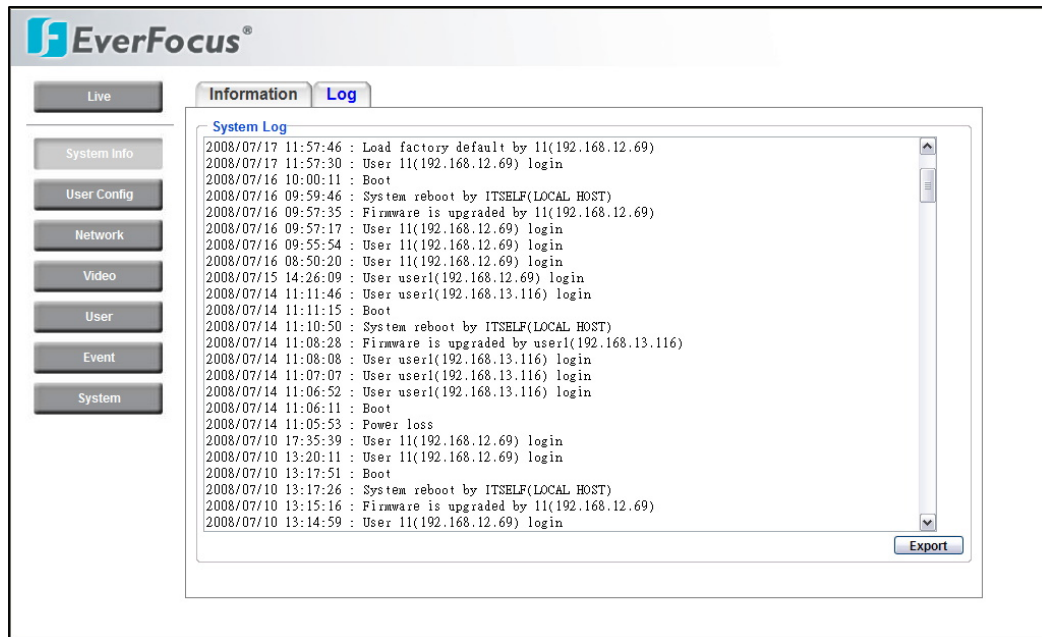 EverFocus®
Live
System Info
User Config
Network
Video
User
Event
System
Information
Log
System Log
2008/07/17 11:57:46 : Load factory default by 11(192.168.12.69)
2008/07/17 11:57:30 : User 11(192.168.12.69) login
2008/07/16 10:00:11 : Boot
2008/07/16 09:59:46 : System reboot by ITSELF(LOCAL HOST)
2008/07/16 09:57:35 : Firmware is upgraded by 11(192.168.12.69)
2008/07/16 09:57:17 : User 11(192.168.12.69) login
2008/07/16 09:55:54 : User 11(192.168.12.69) login
2008/07/16 08:50:20 : User 11(192.168.12.69) login
2008/07/15 14:26:09 : User user1(192.168.12.69) login
2008/07/14 11:11:46 : User user1(192.168.13.116) login
2008/07/14 11:11:15 : Boot
2008/07/14 11:10:50 : System reboot by ITSELF(LOCAL HOST)
2008/07/14 11:08:28 : Firmware is upgraded by user1(192.168.13.116)
2008/07/14 11:08:08 : User user1(192.168.13.116) login
2008/07/14 11:07:07 : User user1(192.168.13.116) login
2008/07/14 11:06:52 : User user1(192.168.13.116) login
2008/07/14 11:06:11 : Boot
2008/07/14 11:05:53 : Power loss
2008/07/10 17:35:39 : User 11(192.168.12.69) login
2008/07/10 13:20:11 : User 11(192.168.12.69) login
2008/07/10 13:17:51 : Boot
2008/07/10 13:17:26 : System reboot by ITSELF(LOCAL HOST)
2008/07/10 13:15:16 : Firmware is upgraded by 11(192.168.12.69)
2008/07/10 13:14:59 : User 11(192.168.12.69) login
Export